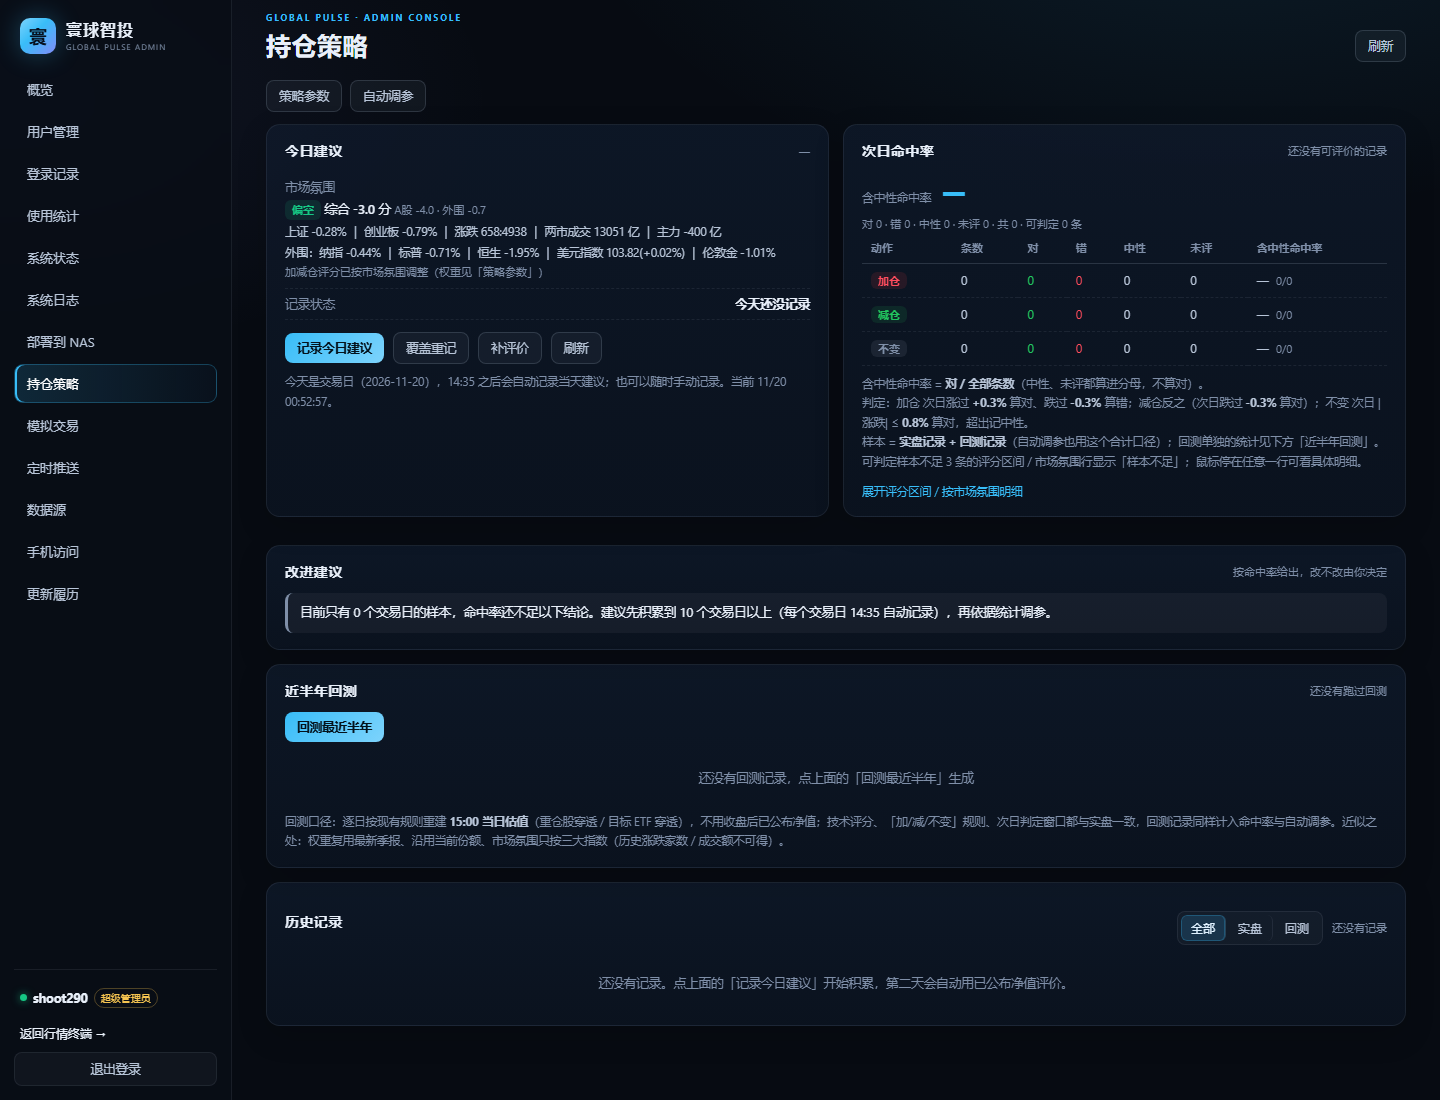 寰
寰球智投
GLOBAL PULSE ADMIN
概览
用户管理
登录记录
使用统计
系统状态
系统日志
部署到 NAS
持仓策略
模拟交易
定时推送
数据源
手机访问
更新履历
shoot290 超级管理员
返回行情终端 →
退出登录
GLOBAL PULSE · ADMIN CONSOLE
持仓策略
刷新
策略参数 自动调参
今日建议 —
市场氛围
偏空 综合 -3.0 分 A股 -4.0 · 外围 -0.7
上证 -0.28% | 创业板 -0.79% | 涨跌 658:4938 | 两市成交 13051 亿 | 主力 -400 亿
外围：纳指 -0.44% | 标普 -0.71% | 恒生 -1.95% | 美元指数 103.82(+0.02%) | 伦敦金 -1.01%
加减仓评分已按市场氛围调整（权重见「策略参数」）
记录状态 今天还没记录
记录今日建议 覆盖重记 补评价 刷新
今天是交易日（2026-11-20），14:35 之后会自动记录当天建议；也可以随时手动记录。当前 11/20
00:52:57。
次日命中率 还没有可评价的记录
含中性命中率 —
对 0 · 错 0 · 中性 0 · 未评 0 · 共 0 · 可判定 0 条
动作 条数 对 错 中性 未评 含中性命中率
加仓 0 0 0 0 0 — 0/0
减仓 0 0 0 0 0 — 0/0
不变 0 0 0 0 0 — 0/0
含中性命中率 = 对 / 全部条数（中性、未评都算进分母，不算对）。
判定：加仓 次日涨过 +0.3% 算对、跌过 -0.3% 算错；减仓反之（次日跌过 -0.3% 算对）；不变 次日 |
涨跌| ≤ 0.8% 算对，超出记中性。
样本 = 实盘记录 + 回测记录（自动调参也用这个合计口径）；回测单独的统计见下方「近半年回测」。
可判定样本不足 3 条的评分区间 / 市场氛围行显示「样本不足」；鼠标停在任意一行可看具体明细。
展开评分区间 / 按市场氛围明细
改进建议 按命中率给出，改不改由你决定
目前只有 0 个交易日的样本，命中率还不足以下结论。建议先积累到 10 个交易日以上（每个交易日 14:35 自动记录），再依据统计调参。
近半年回测 还没有跑过回测
回测最近半年
还没有回测记录，点上面的「回测最近半年」生成
回测口径：逐日按现有规则重建 15:00 当日估值（重仓股穿透 / 目标 ETF 穿透），不用收盘后已公布净值；技术评分、「加/减/不变」规则、次日判定窗口都与实盘一致，回测记录同样计入命中率与自动调参。近似之
处：权重复用最新季报、沿用当前份额、市场氛围只按三大指数（历史涨跌家数 / 成交额不可得）。
历史记录 全部 实盘 回测 还没有记录
还没有记录。点上面的「记录今日建议」开始积累，第二天会自动用已公布净值评价。